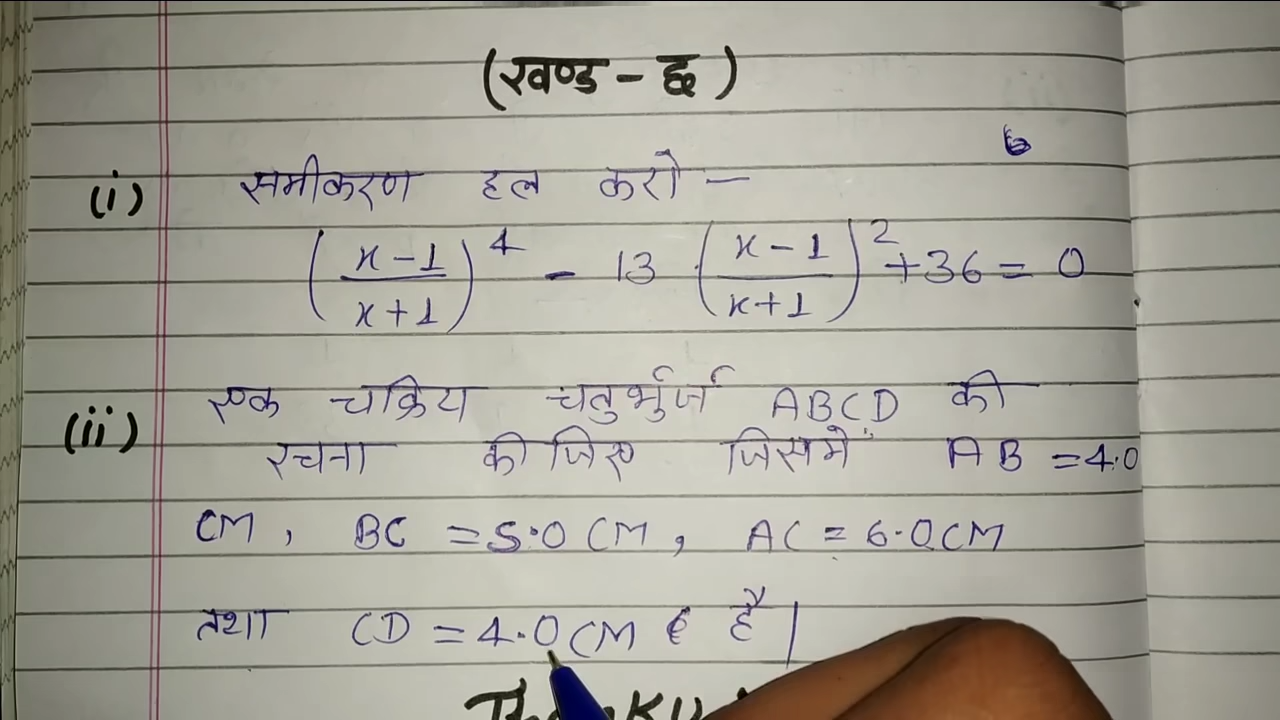 (खण्ड - छ)
6
(i) समीकरण हल करो —
(x-1/x+1)^4 - 13 (x-1/x+1)^2 + 36 = 0
(ii) एक चक्रिय चतुर्भुर्ज ABCD की
रचना कीजिए जिसमें AB = 4.0
CM, BC = 5.0 CM, AC = 6.0 CM
तथा CD = 4.0 CM है |